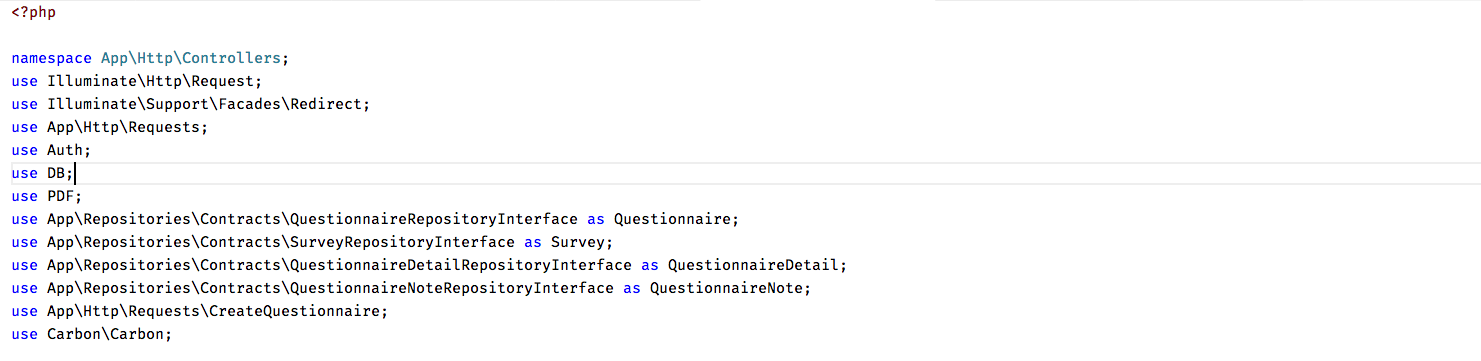 <?php
namespace App\Http\Controllers;
use Illuminate\Http\Request;
use Illuminate\Support\Facades\Redirect;
use App\Http\Requests;
use Auth;
use DB;
use PDF;
use App\Repositories\Contracts\QuestionnaireRepositoryInterface as Questionnaire;
use App\Repositories\Contracts\SurveyRepositoryInterface as Survey;
use App\Repositories\Contracts\QuestionnaireDetailRepositoryInterface as QuestionnaireDetail;
use App\Repositories\Contracts\QuestionnaireNoteRepositoryInterface as QuestionnaireNote;
use App\Http\Requests\CreateQuestionnaire;
use Carbon\Carbon;